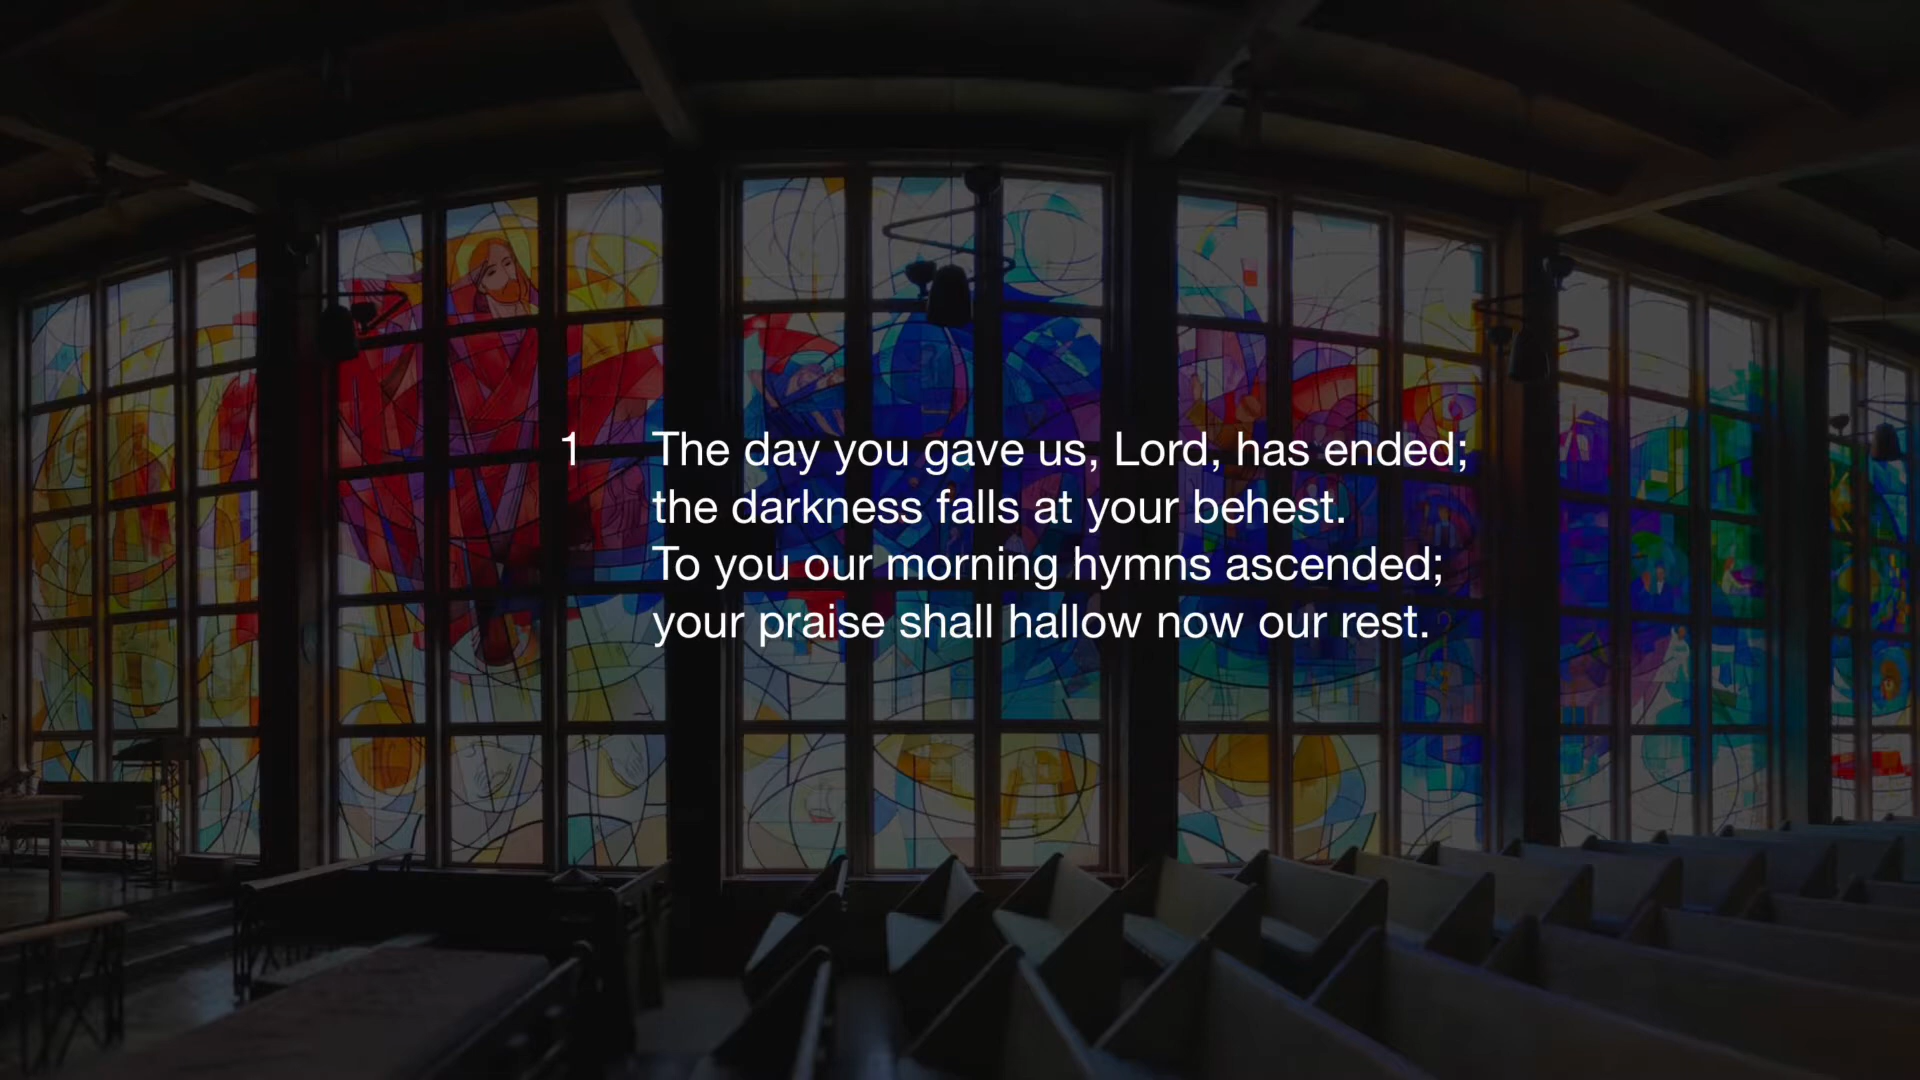 1 The day you gave us, Lord, has ended;
the darkness falls at your behest.
To you our morning hymns ascended;
your praise shall hallow now our rest.